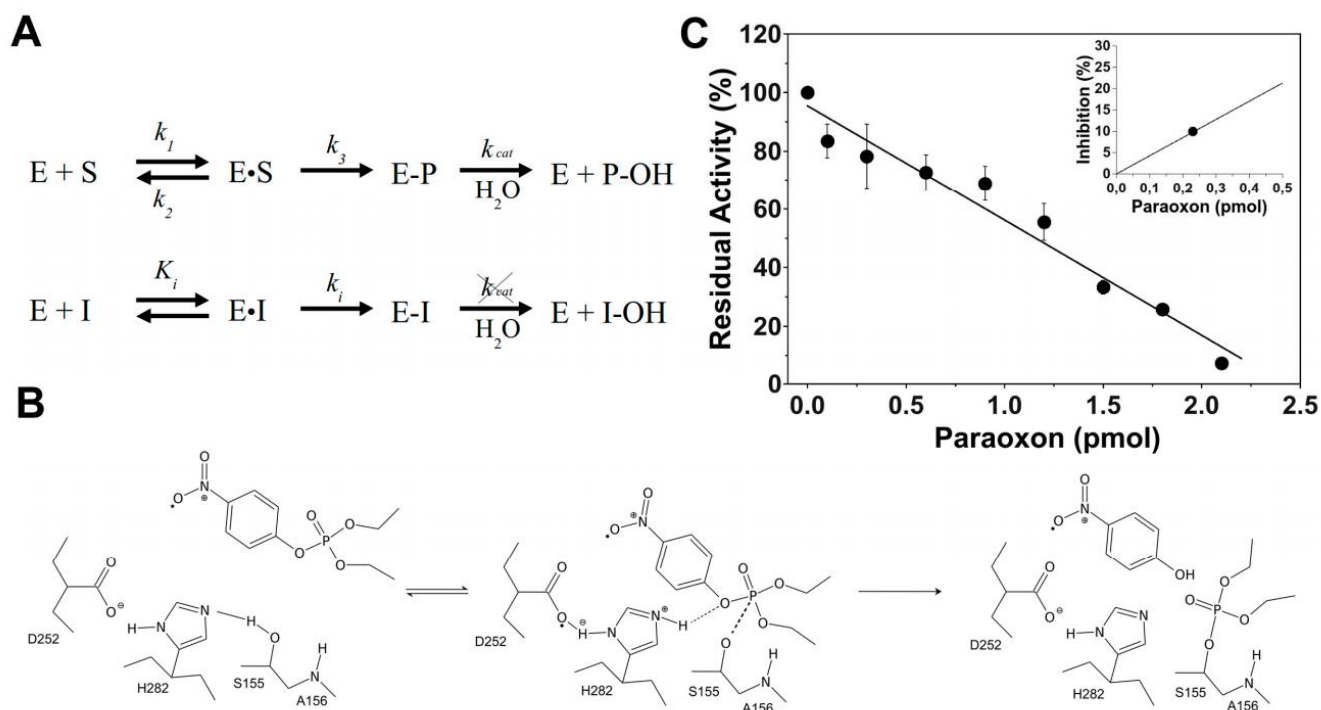 A
E + S k1 k2 E•S k3 E-P kcat H2O E + P-OH
E + I Ki E•I ki E-I kcat H2O E + I-OH
C
Residual Activity (%)
120
100
80
60
40
20
0
0.0 0.5 1.0 1.5 2.0 2.5
Paraoxon (pmol)
Inhibition (%)
30
25
20
15
10
5
0
0,0 0,1 0,2 0,3 0,4 0,5
Paraoxon (pmol)
B
O
O N ⊕
O
O P O
O
O
O ⊖
D252
H N N H
O
H
N
H282
S155
A156
O
O N ⊕
O
O P O
O
O
O ⊖
H N N ⊕ H
D252
O
H
N
H282
S155
A156
O
O N ⊕
OH
O
O P O
O
O
O ⊖
D252
H N N
O
H
N
H282
S155
A156